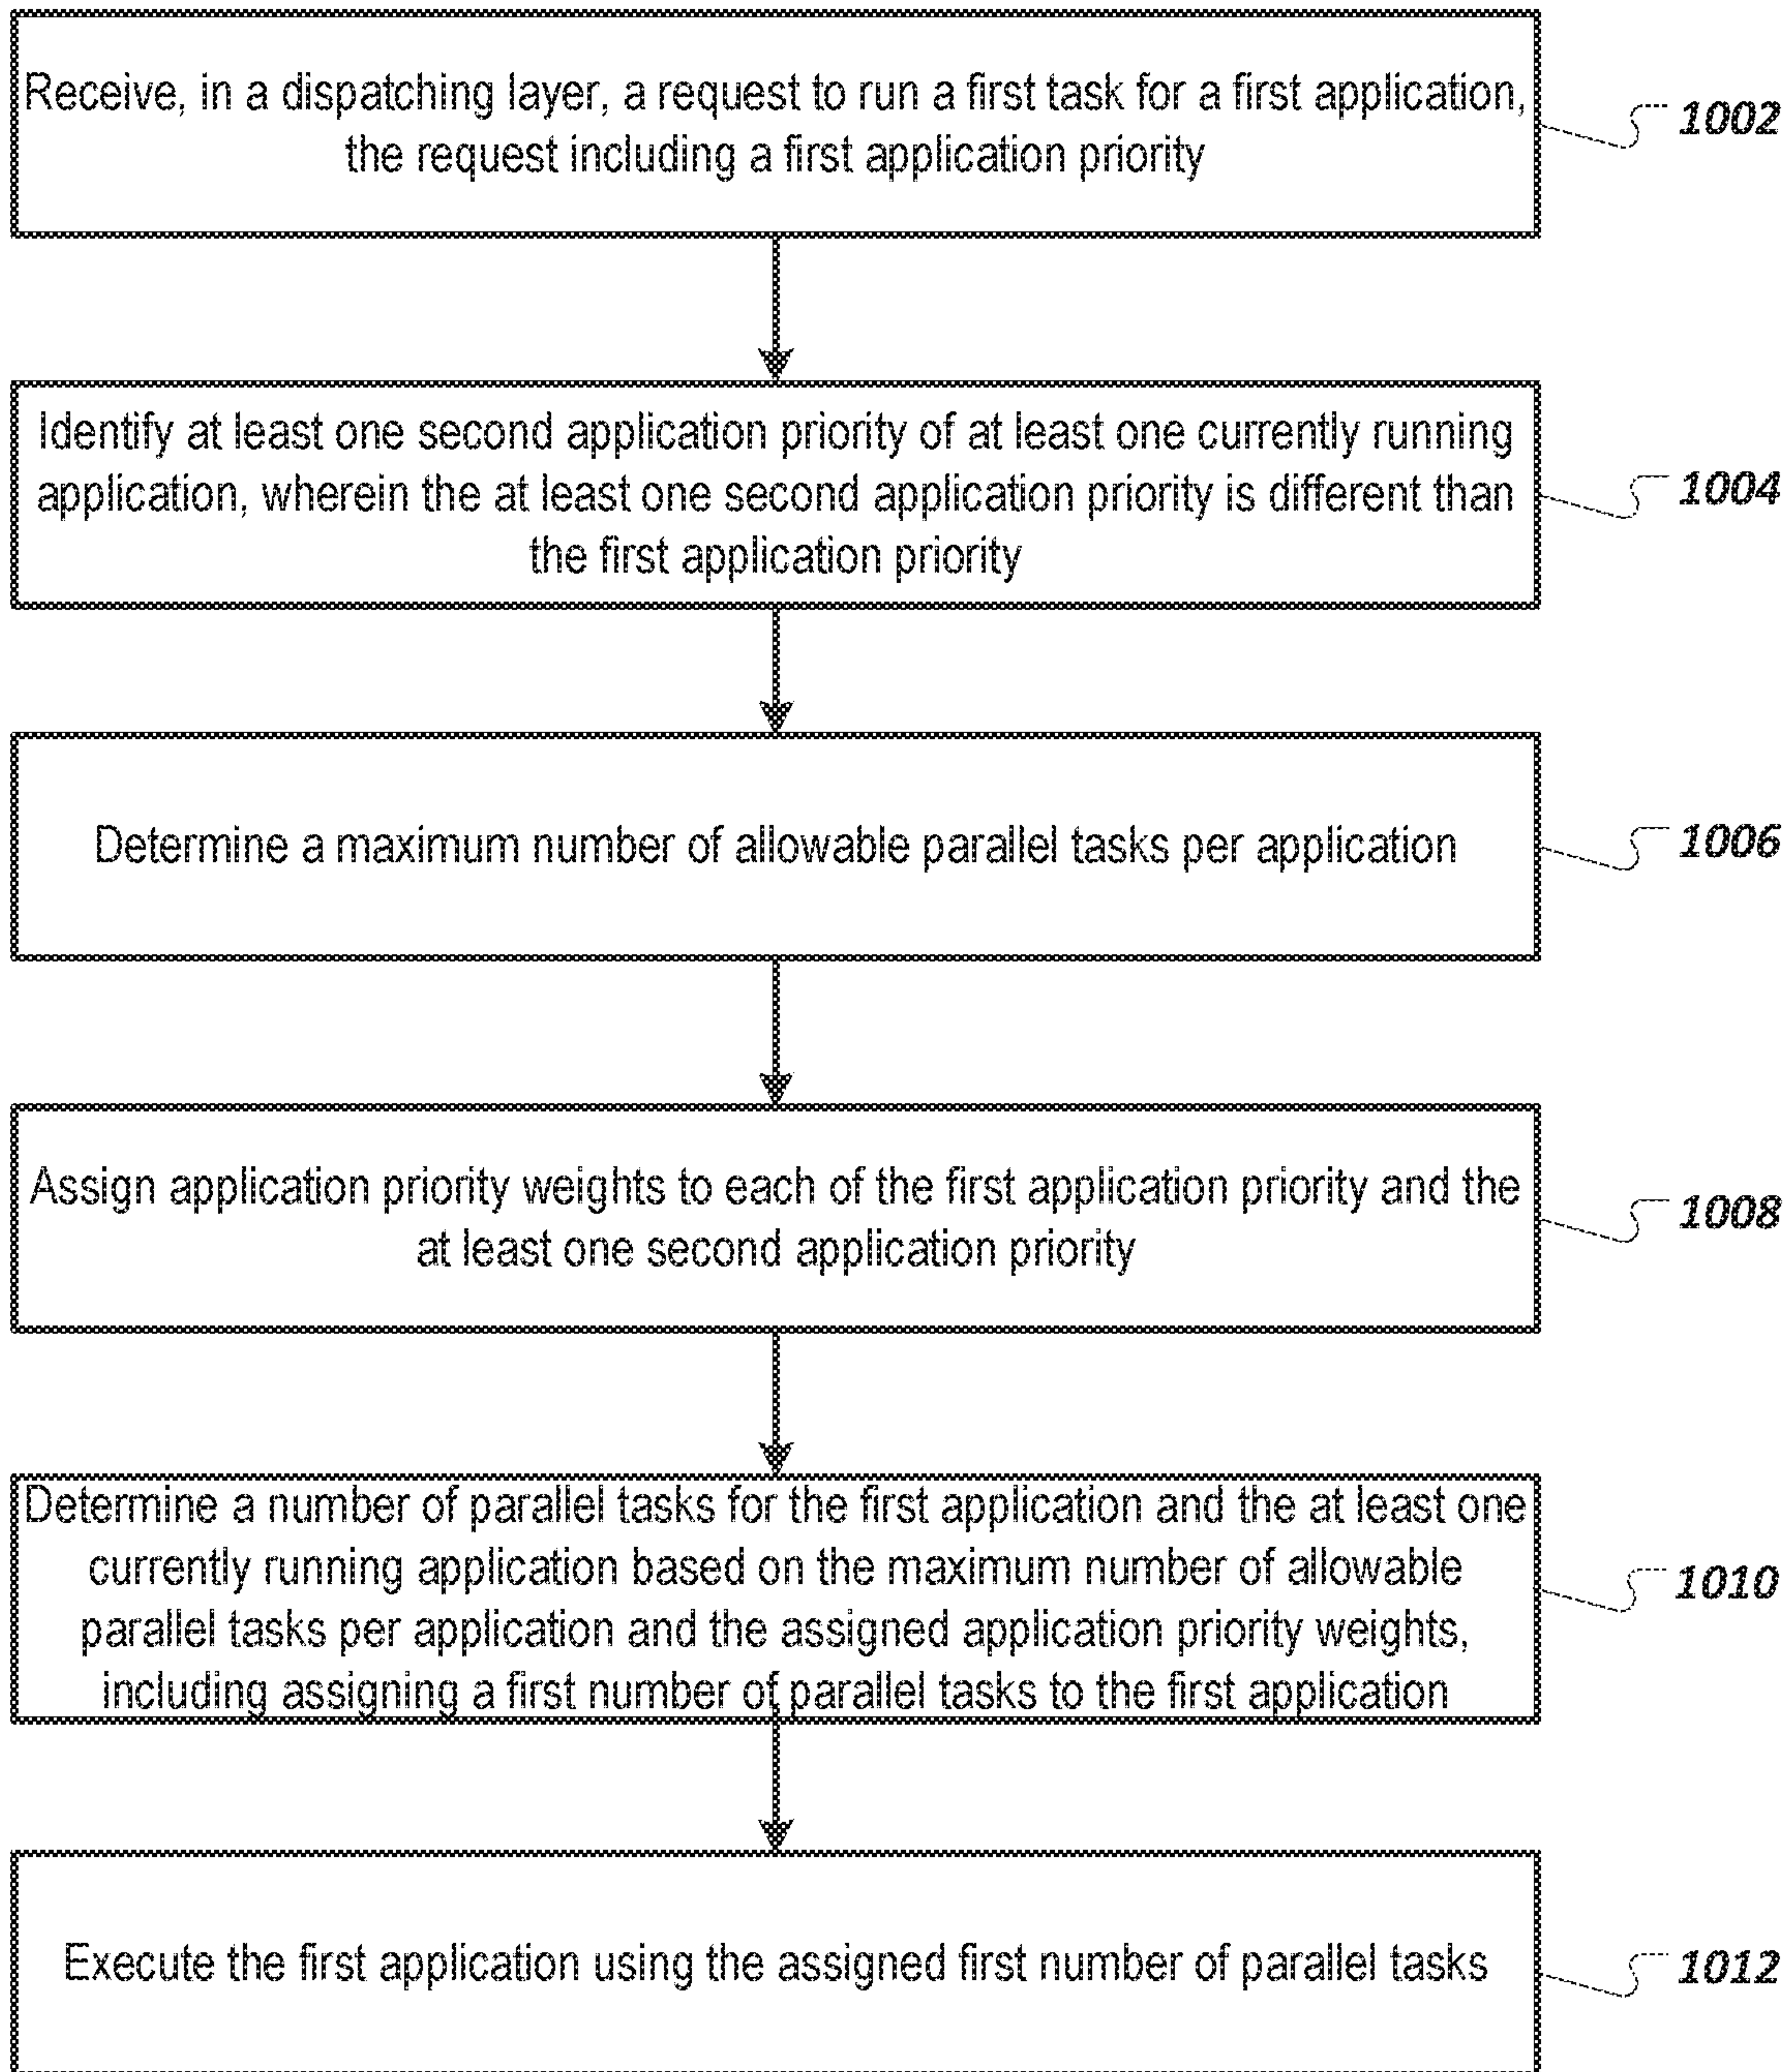 Receive, in a dispatching layer, a request to run a first task for a first application,
the request including a first application priority
1002
Identify at least one second application priority of at least one currently running
application, wherein the at least one second application priority is different than
the first application priority
1004
Determine a maximum number of allowable parallel tasks per application
1006
Assign application priority weights to each of the first application priority and the
at least one second application priority
1008
Determine a number of parallel tasks for the first application and the at least one
currently running application based on the maximum number of allowable
parallel tasks per application and the assigned application priority weights,
including assigning a first number of parallel tasks to the first application
1010
Execute the first application using the assigned first number of parallel tasks
1012